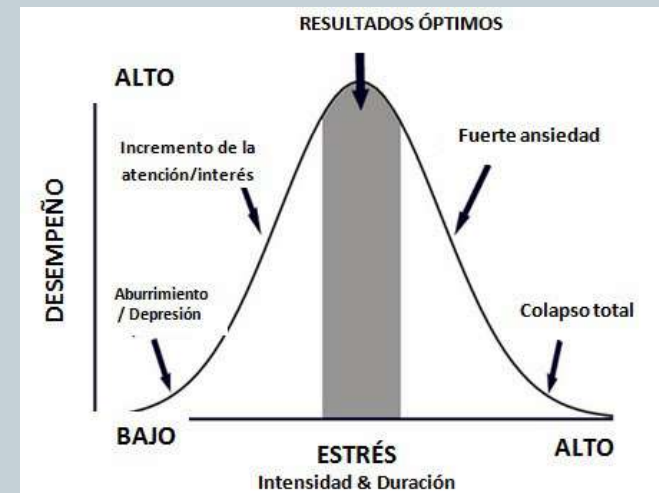 RESULTADOS ÓPTIMOS
ALTO
Fuerte ansiedad
Incremento de la
atención/interés
DESEMPEÑO
Aburrimiento
/ Depresión
Colapso total
BAJO
ESTRÉS
ALTO
Intensidad & Duración